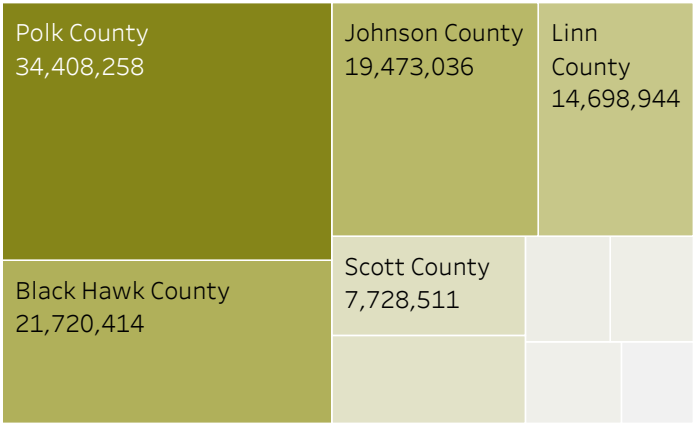 Polk County
34,408,258
Johnson County
19,473,036
Linn
County
14,698,944
Black Hawk County
21,720,414
Scott County
7,728,511